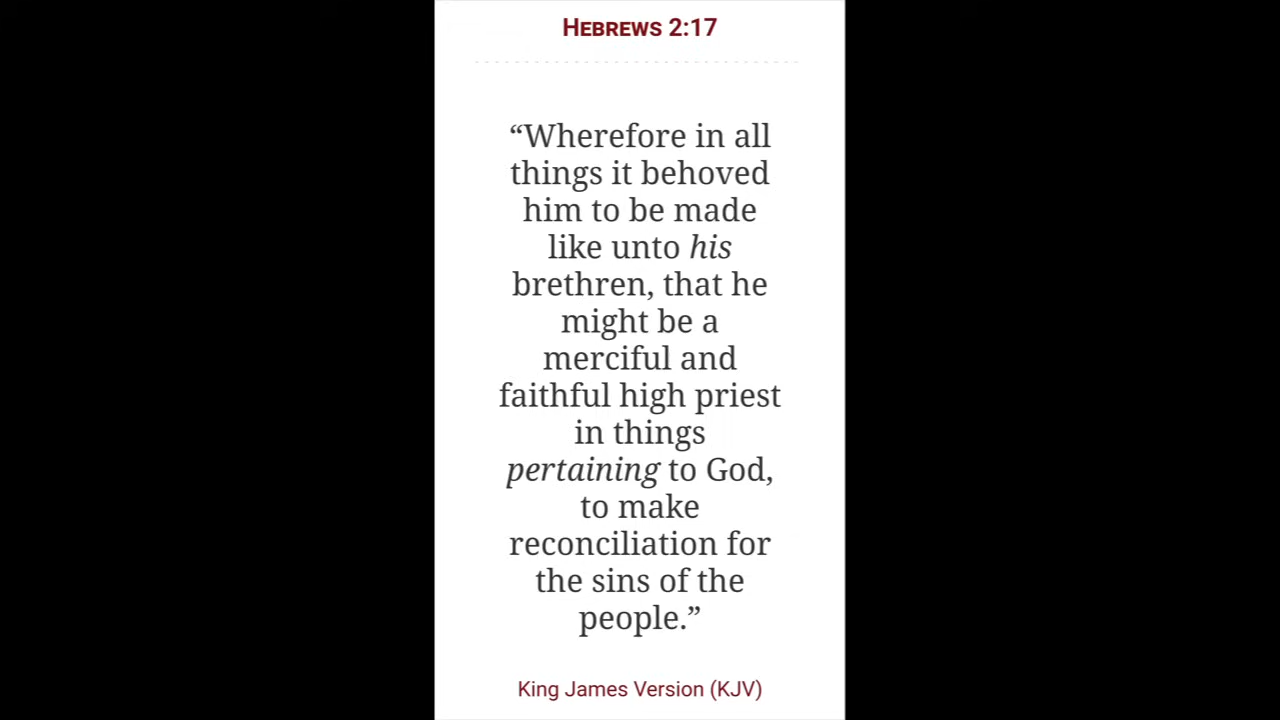 HEBREWS 2:17
“Wherefore in all
things it behoved
him to be made
like unto his
brethren, that he
might be a
merciful and
faithful high priest
in things
pertaining to God,
to make
reconciliation for
the sins of the
people.”
King James Version (KJV)